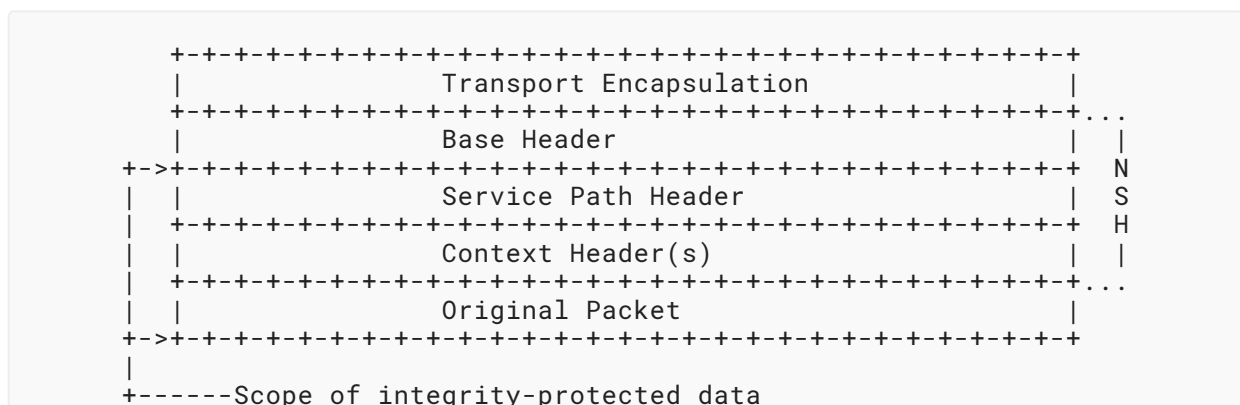 +-+-+-+-+-+-+-+-+-+-+-+-+-+-+-+-+-+-+-+-+-+-+-+-+-+-+-+-+
   |                Transport Encapsulation                |
   +-+-+-+-+-+-+-+-+-+-+-+-+-+-+-+-+-+-+-+-+-+-+-+-+-+-+-+-+...
   |                Base Header                            |  |
+->+-+-+-+-+-+-+-+-+-+-+-+-+-+-+-+-+-+-+-+-+-+-+-+-+-+-+-+-+  N
|  |                Service Path Header                    |  S
|  +-+-+-+-+-+-+-+-+-+-+-+-+-+-+-+-+-+-+-+-+-+-+-+-+-+-+-+-+  H
|  |                Context Header(s)                      |  |
|  +-+-+-+-+-+-+-+-+-+-+-+-+-+-+-+-+-+-+-+-+-+-+-+-+-+-+-+-+...
|  |                Original Packet                        |
+->+-+-+-+-+-+-+-+-+-+-+-+-+-+-+-+-+-+-+-+-+-+-+-+-+-+-+-+-+
|
+------Scope of integrity-protected data